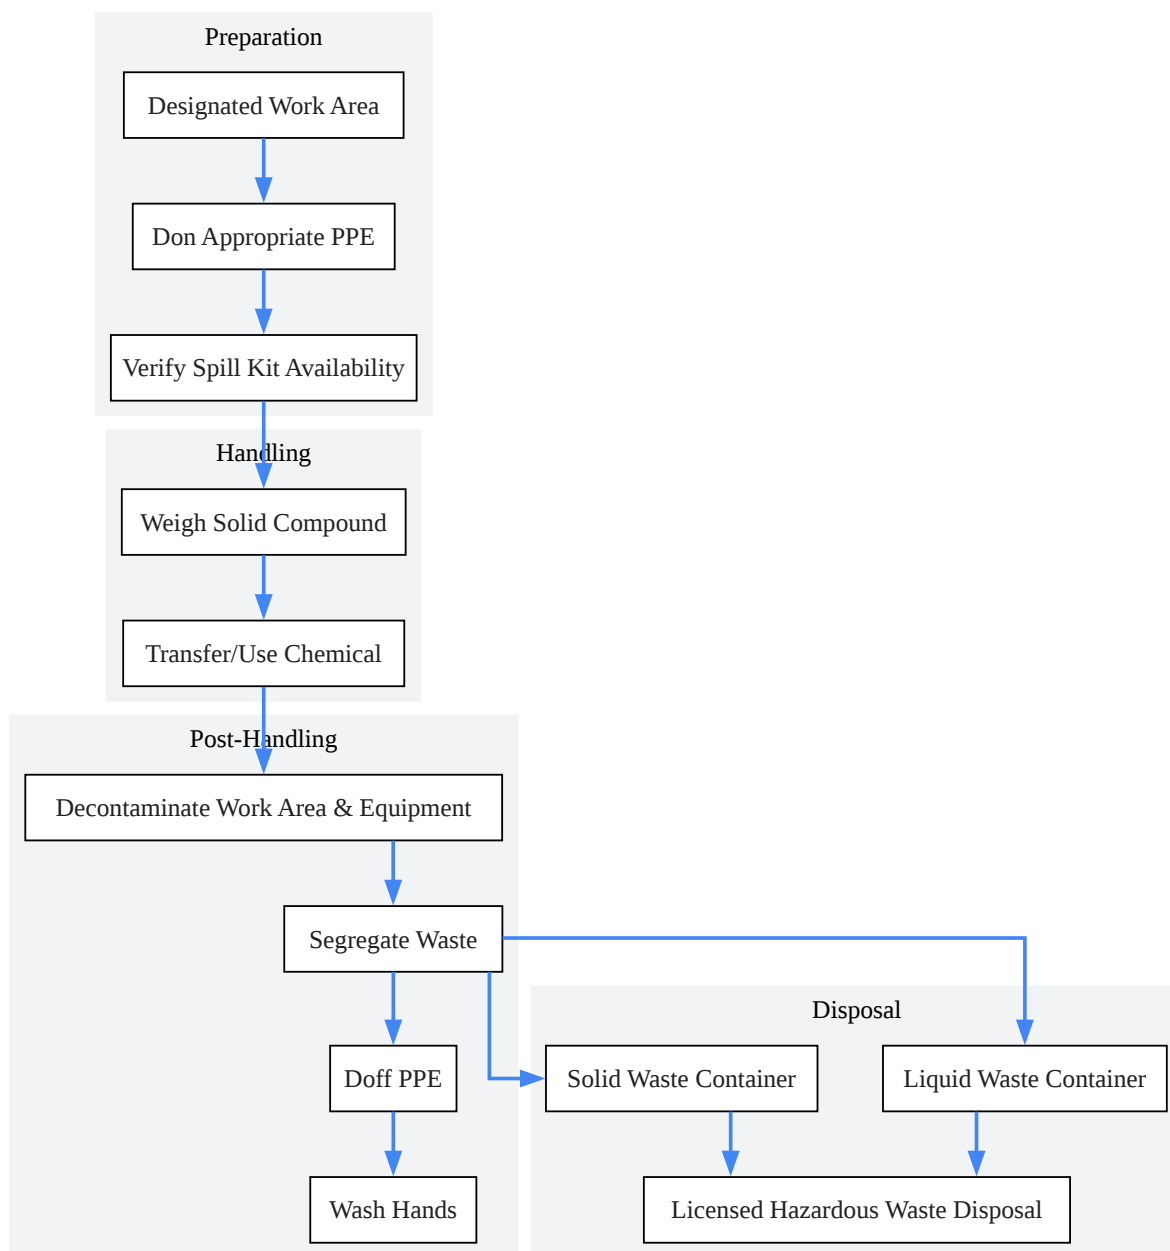 Preparation
Designated Work Area
Don Appropriate PPE
Verify Spill Kit Availability
Handling
Weigh Solid Compound
Transfer/Use Chemical
Post-Handling
Decontaminate Work Area & Equipment
Segregate Waste
Doff PPE
Wash Hands
Disposal
Solid Waste Container
Liquid Waste Container
Licensed Hazardous Waste Disposal